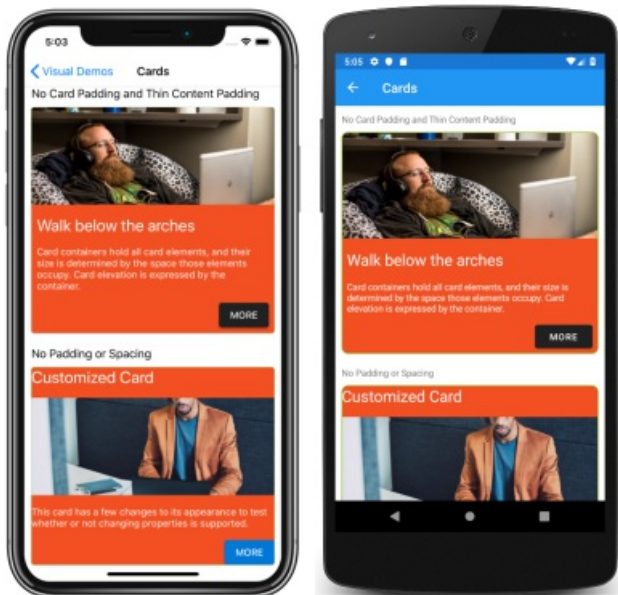 5:03
Visual Demos Cards
No Card Padding and Thin Content Padding
Walk below the arches
Card containers hold all card elements, and their
size is determined by the space those elements
occupy. Card elevation is expressed by the
container.
MORE
No Padding or Spacing
Customized Card
This card has a few changes to its appearance to test
whether or not changing properties is supported.
MORE
5:05
Cards
No Card Padding and Thin Content Padding
Walk below the arches
Card containers hold all card elements, and their size is
determined by the space those elements occupy. Card
elevation is expressed by the container.
MORE
No Padding or Spacing
Customized Card